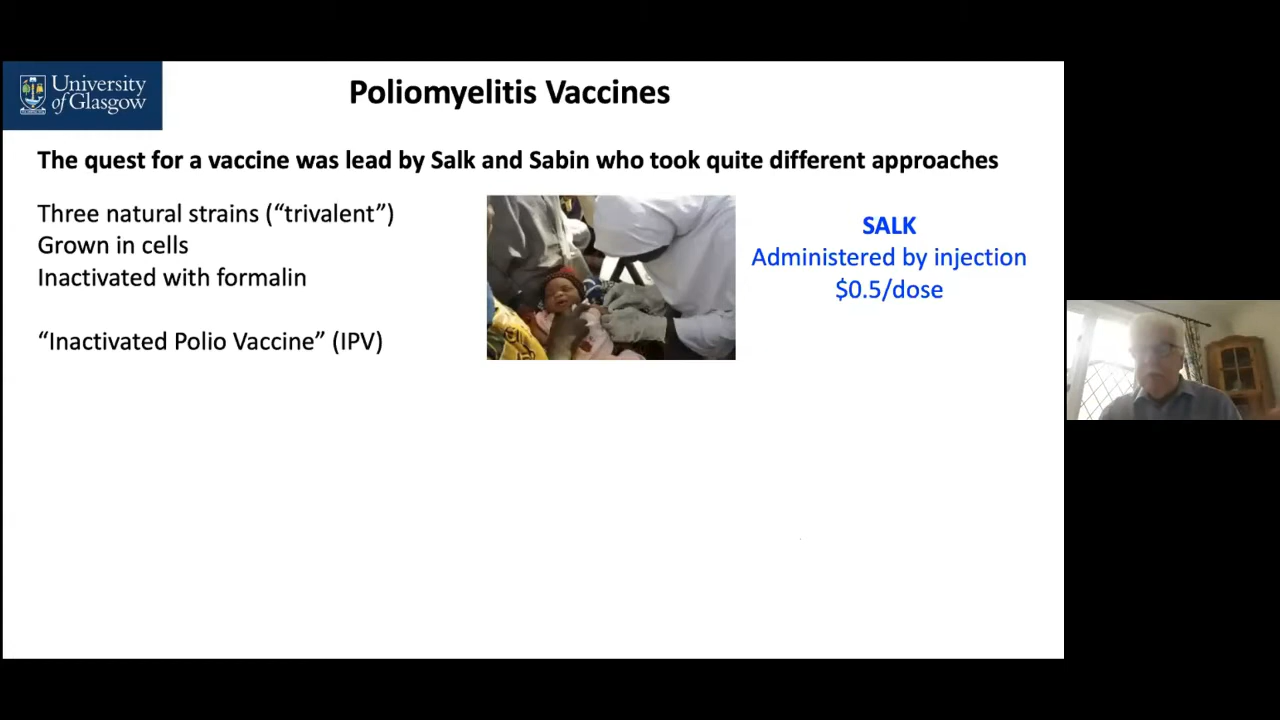 University
of Glasgow
Poliomyelitis Vaccines
The quest for a vaccine was lead by Salk and Sabin who took quite different approaches
Three natural strains (“trivalent”)
Grown in cells
Inactivated with formalin
“Inactivated Polio Vaccine” (IPV)
SALK
Administered by injection
$0.5/dose